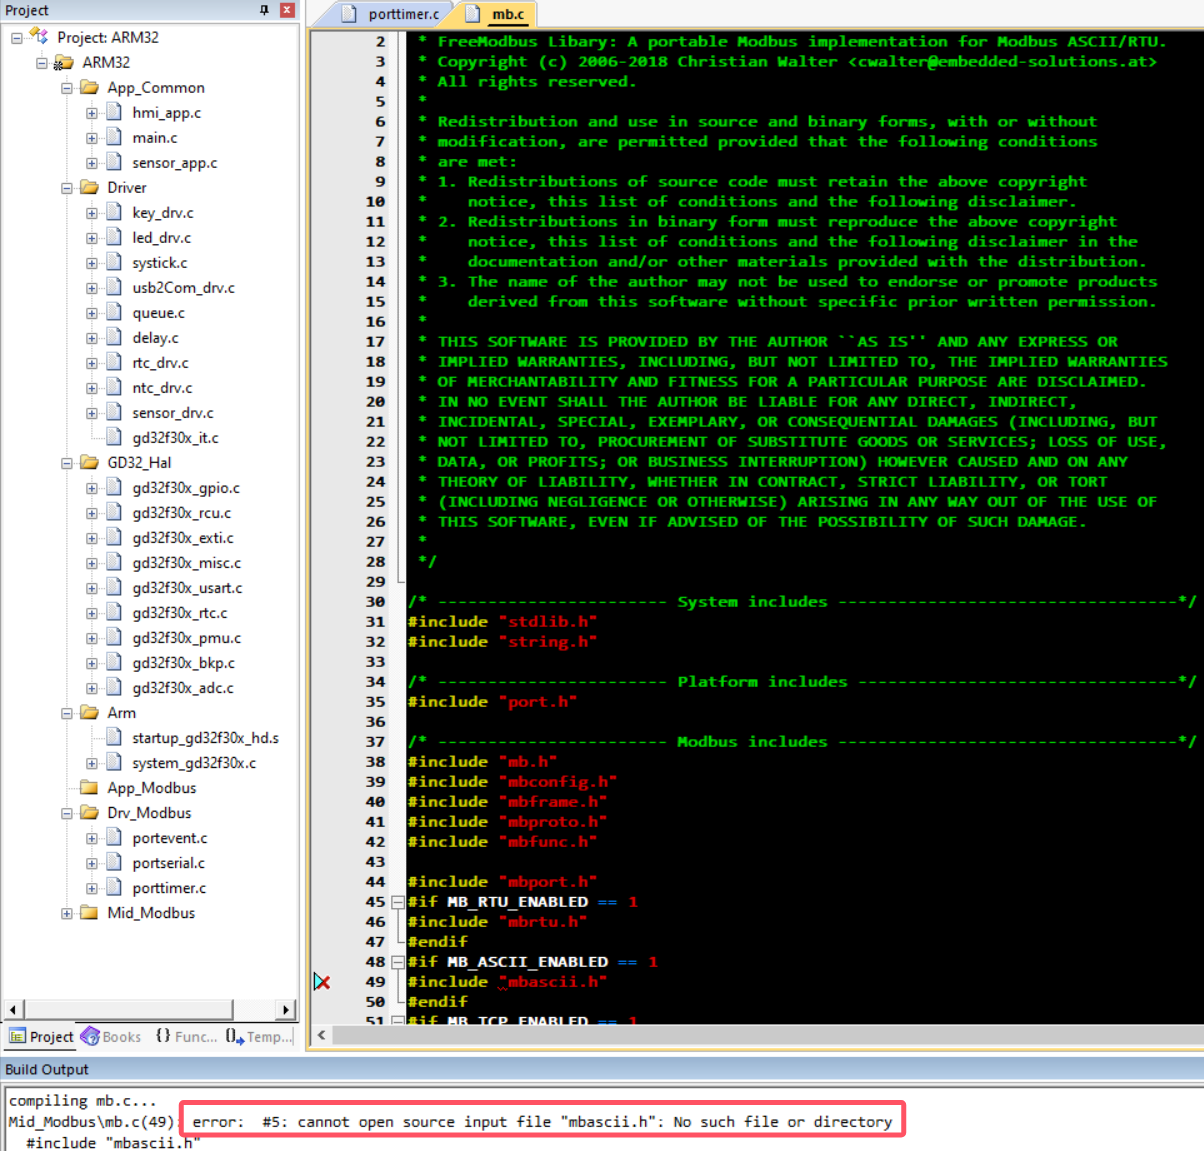 Project
Project: ARM32
ARM32
App_Common
hmi_app.c
main.c
sensor_app.c
Driver
key_drv.c
led_drv.c
systick.c
usb2Com_drv.c
queue.c
delay.c
rtc_drv.c
ntc_drv.c
sensor_drv.c
gd32f30x_it.c
GD32_Hal
gd32f30x_gpio.c
gd32f30x_rcu.c
gd32f30x_exti.c
gd32f30x_misc.c
gd32f30x_usart.c
gd32f30x_rtc.c
gd32f30x_pmu.c
gd32f30x_bkp.c
gd32f30x_adc.c
Arm
startup_gd32f30x_hd.s
system_gd32f30x.c
App_Modbus
Drv_Modbus
portevent.c
portserial.c
porttimer.c
Mid_Modbus
Project Books {} Func... Temp...
porttimer.c mb.c
2 * FreeModbus Libary: A portable Modbus implementation for Modbus ASCII/RTU.
3 * Copyright (c) 2006-2018 Christian Walter <cwalter@embedded-solutions.at>
4 * All rights reserved.
5 *
6 * Redistribution and use in source and binary forms, with or without
7 * modification, are permitted provided that the following conditions
8 * are met:
9 * 1. Redistributions of source code must retain the above copyright
10 * notice, this list of conditions and the following disclaimer.
11 * 2. Redistributions in binary form must reproduce the above copyright
12 * notice, this list of conditions and the following disclaimer in the
13 * documentation and/or other materials provided with the distribution.
14 * 3. The name of the author may not be used to endorse or promote products
15 * derived from this software without specific prior written permission.
16 *
17 * THIS SOFTWARE IS PROVIDED BY THE AUTHOR ``AS IS'' AND ANY EXPRESS OR
18 * IMPLIED WARRANTIES, INCLUDING, BUT NOT LIMITED TO, THE IMPLIED WARRANTIES
19 * OF MERCHANTABILITY AND FITNESS FOR A PARTICULAR PURPOSE ARE DISCLAIMED.
20 * IN NO EVENT SHALL THE AUTHOR BE LIABLE FOR ANY DIRECT, INDIRECT,
21 * INCIDENTAL, SPECIAL, EXEMPLARY, OR CONSEQUENTIAL DAMAGES (INCLUDING, BUT
22 * NOT LIMITED TO, PROCUREMENT OF SUBSTITUTE GOODS OR SERVICES; LOSS OF USE,
23 * DATA, OR PROFITS; OR BUSINESS INTERRUPTION) HOWEVER CAUSED AND ON ANY
24 * THEORY OF LIABILITY, WHETHER IN CONTRACT, STRICT LIABILITY, OR TORT
25 * (INCLUDING NEGLIGENCE OR OTHERWISE) ARISING IN ANY WAY OUT OF THE USE OF
26 * THIS SOFTWARE, EVEN IF ADVISED OF THE POSSIBILITY OF SUCH DAMAGE.
27 *
28 */
29
30 /* ----------------------- System includes ----------------------------------*/
31 #include "stdlib.h"
32 #include "string.h"
33
34 /* ----------------------- Platform includes --------------------------------*/
35 #include "port.h"
36
37 /* ----------------------- Modbus includes ----------------------------------*/
38 #include "mb.h"
39 #include "mbconfig.h"
40 #include "mbframe.h"
41 #include "mbproto.h"
42 #include "mbfunc.h"
43
44 #include "mbport.h"
45 #if MB_RTU_ENABLED == 1
46 #include "mbrtu.h"
47 #endif
48 #if MB_ASCII_ENABLED == 1
49 #include "mbascii.h"
50 #endif
51 #if MB_TCP_ENABLED == 1
Build Output
compiling mb.c...
Mid_Modbus\mb.c(49): error: #5: cannot open source input file "mbascii.h": No such file or directory
#include "mbascii.h"